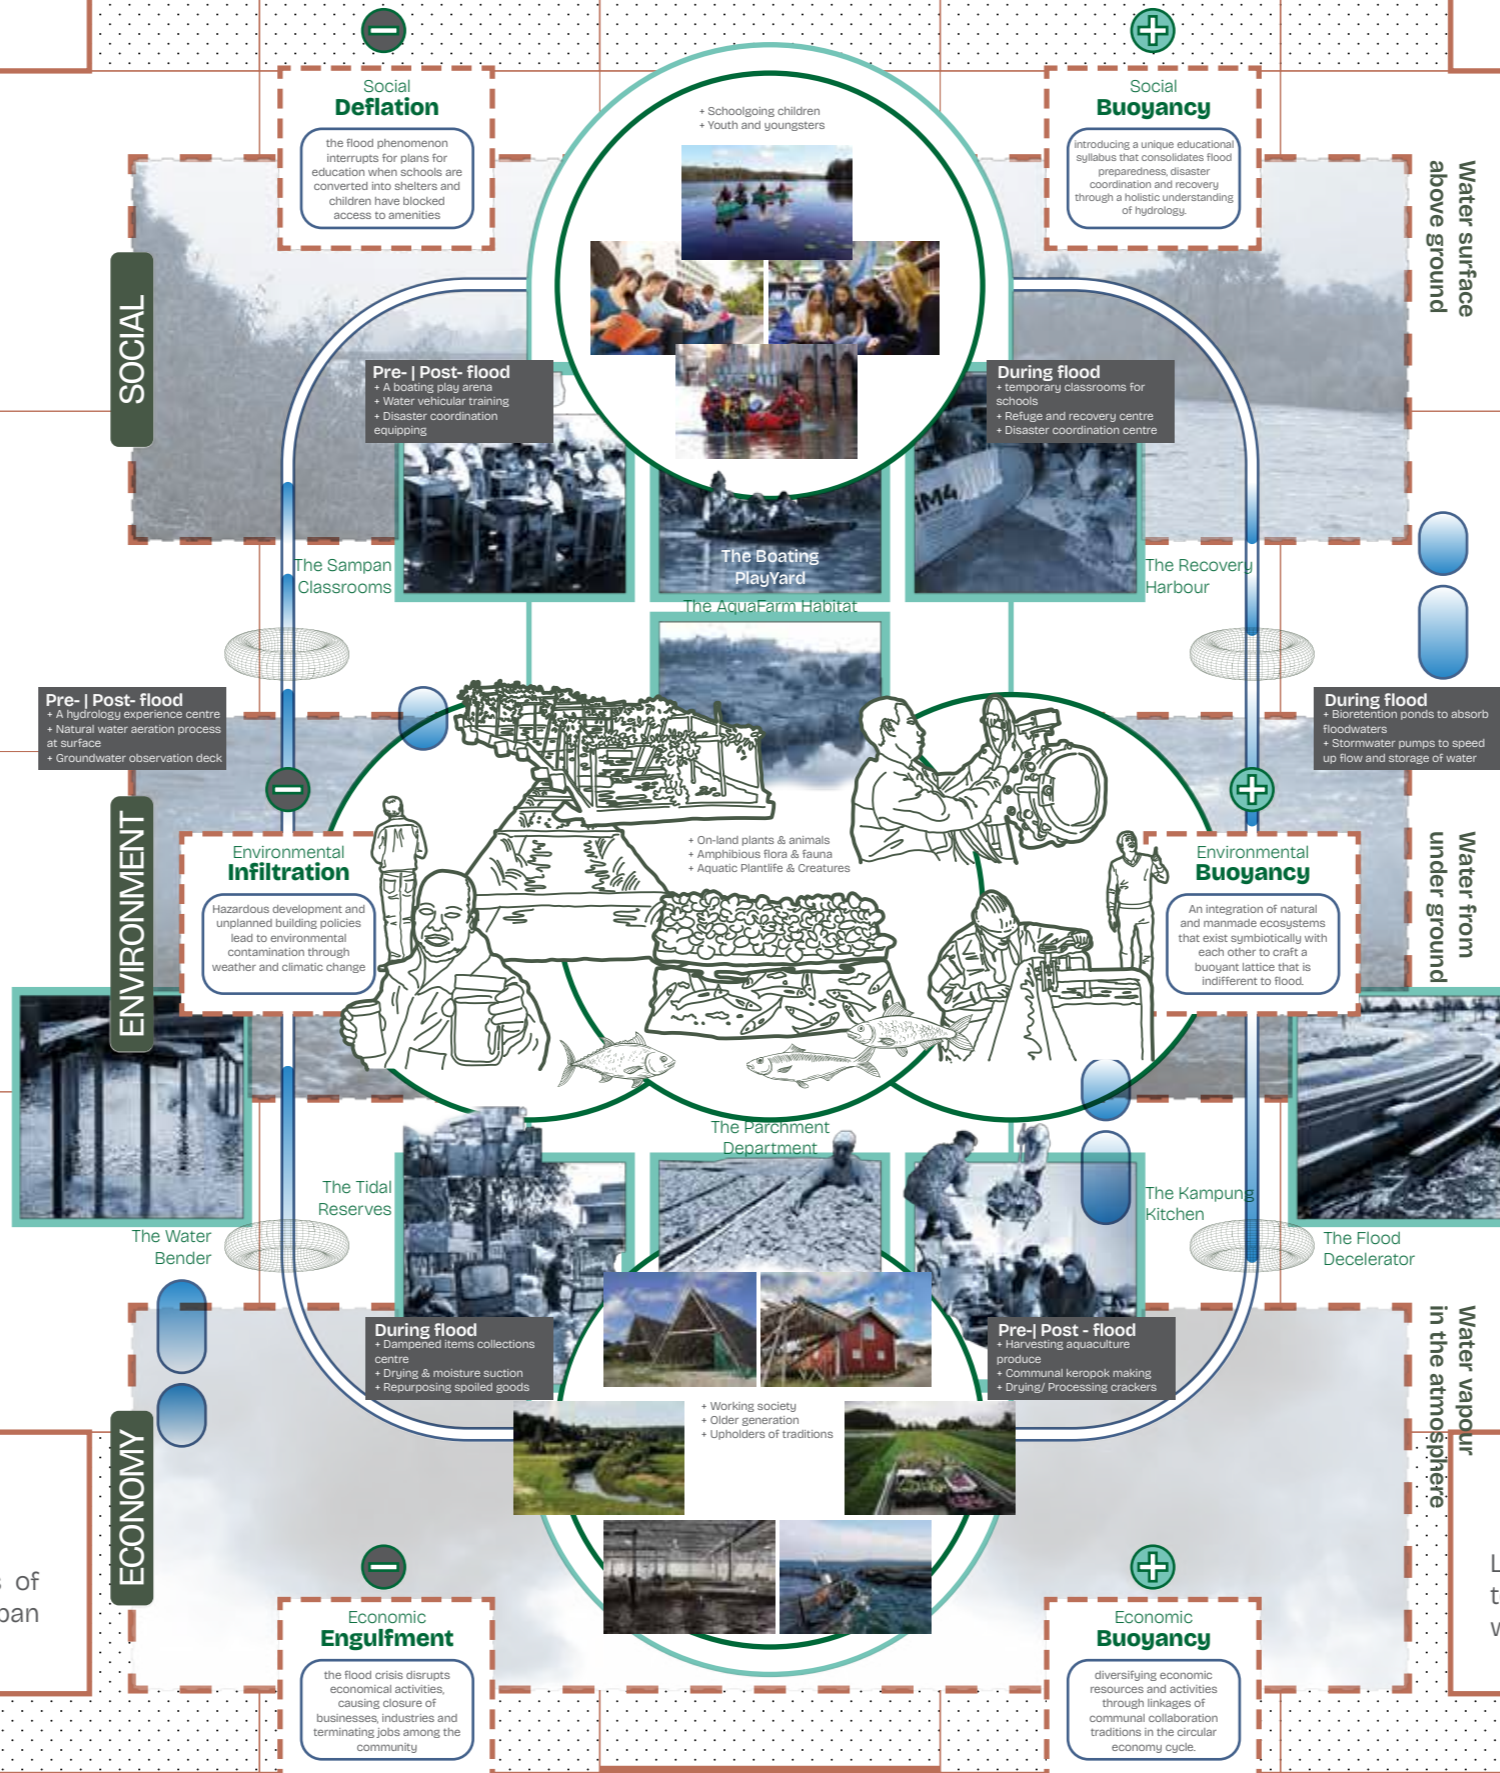 Social
Deflation
the flood phenomenon
interrupts for plans for
education when schools are
converted into shelters and
children have blocked
access to amenities
+ Schoolgoing children
+ Youth and youngsters
Social
Buoyancy
introducing a unique educational
syllabus that consolidates flood
preparedness, disaster
coordination and recovery
through a holistic understanding
of hydrology.
Water surface
above ground
SOCIAL
Pre- | Post- flood
+ A boating play arena
+ Water vehicular training
+ Disaster coordination
equipping
During flood
+ temporary classrooms for
schools
+ Refuge and recovery centre
+ Disaster coordination centre
iM4
The Sampan
Classrooms
The Boating
PlayYard
The Recovery
Harbour
The AquaFarm Habitat
Pre- | Post- flood
+ A hydrology experience centre
+ Natural water aeration process
at surface
+ Groundwater observation deck
During flood
+ Bioretention ponds to absorb
floodwaters
+ Stormwater pumps to speed
up flow and storage of water
ENVIRONMENT
Environmental
Infiltration
Hazardous development and
unplanned building policies
lead to environmental
contamination through
weather and climatic change
+ On-land plants & animals
+ Amphibious flora & fauna
+ Aquatic Plantlife & Creatures
Environmental
Buoyancy
An integration of natural
and manmade ecosystems
that exist symbiotically with
each other to craft a
buoyant lattice that is
indifferent to flood.
Water from
under ground
The Parchment
Department
The Tidal
Reserves
The Kampung
Kitchen
The Water
Bender
The Flood
Decelerator
During flood
+ Dampened items collections
centre
+ Drying & moisture suction
+ Repurposing spoiled goods
Pre-| Post - flood
+ Harvesting aquaculture
produce
+ Communal keropok making
+ Drying/ Processing crackers
Water vapour
in the atmosphere
+ Working society
+ Older generation
+ Upholders of traditions
ECONOMY
of
Economic
Engulfment
the flood crisis disrupts
economical activities,
causing closure of
businesses, industries and
terminating jobs among the
community
Economic
Buoyancy
diversifying economic
resources and activities
through linkages of
communal collaboration
traditions in the circular
economy cycle.